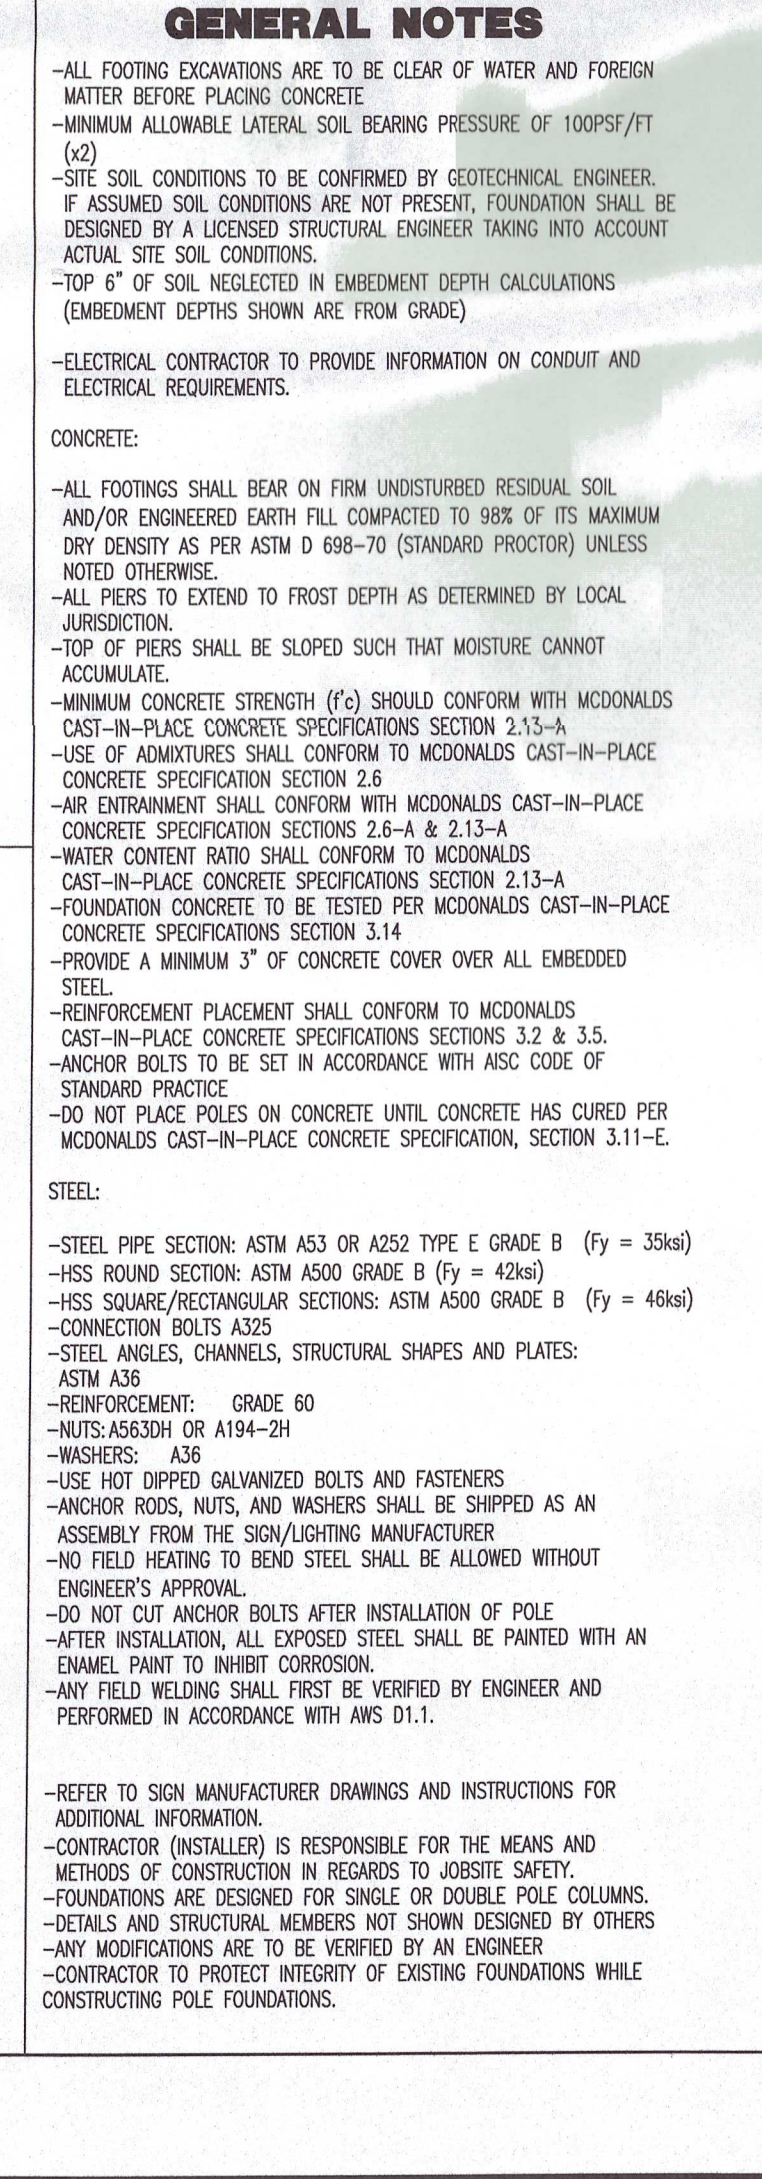 GENERAL NOTES
-ALL FOOTING EXCAVATIONS ARE TO BE CLEAR OF WATER AND FOREIGN
MATTER BEFORE PLACING CONCRETE
-MINIMUM ALLOWABLE LATERAL SOIL BEARING PRESSURE OF 100PSF/FT
(x2)
-SITE SOIL CONDITIONS TO BE CONFIRMED BY GEOTECHNICAL ENGINEER.
IF ASSUMED SOIL CONDITIONS ARE NOT PRESENT, FOUNDATION SHALL BE
DESIGNED BY A LICENSED STRUCTURAL ENGINEER TAKING INTO ACCOUNT
ACTUAL SITE SOIL CONDITIONS.
-TOP 6" OF SOIL NEGLECTED IN EMBEDMENT DEPTH CALCULATIONS
(EMBEDMENT DEPTHS SHOWN ARE FROM GRADE)
-ELECTRICAL CONTRACTOR TO PROVIDE INFORMATION ON CONDUIT AND
ELECTRICAL REQUIREMENTS.
CONCRETE:
-ALL FOOTINGS SHALL BEAR ON FIRM UNDISTURBED RESIDUAL SOIL
AND/OR ENGINEERED EARTH FILL COMPACTED TO 98% OF ITS MAXIMUM
DRY DENSITY AS PER ASTM D 698-70 (STANDARD PROCTOR) UNLESS
NOTED OTHERWISE.
-ALL PIERS TO EXTEND TO FROST DEPTH AS DETERMINED BY LOCAL
JURISDICTION.
-TOP OF PIERS SHALL BE SLOPED SUCH THAT MOISTURE CANNOT
ACCUMULATE.
-MINIMUM CONCRETE STRENGTH (f'c) SHOULD CONFORM WITH MCDONALDS
CAST-IN-PLACE CONCRETE SPECIFICATIONS SECTION 2.13-A
-USE OF ADMIXTURES SHALL CONFORM TO MCDONALDS CAST-IN-PLACE
CONCRETE SPECIFICATION SECTION 2.6
-AIR ENTRAINMENT SHALL CONFORM WITH MCDONALDS CAST-IN-PLACE
CONCRETE SPECIFICATION SECTIONS 2.6-A & 2.13-A
-WATER CONTENT RATIO SHALL CONFORM TO MCDONALDS
CAST-IN-PLACE CONCRETE SPECIFICATIONS SECTION 2.13-A
-FOUNDATION CONCRETE TO BE TESTED PER MCDONALDS CAST-IN-PLACE
CONCRETE SPECIFICATIONS SECTION 3.14
-PROVIDE A MINIMUM 3" OF CONCRETE COVER OVER ALL EMBEDDED
STEEL.
-REINFORCEMENT PLACEMENT SHALL CONFORM TO MCDONALDS
CAST-IN-PLACE CONCRETE SPECIFICATIONS SECTIONS 3.2 & 3.5.
-ANCHOR BOLTS TO BE SET IN ACCORDANCE WITH AISC CODE OF
STANDARD PRACTICE
-DO NOT PLACE POLES ON CONCRETE UNTIL CONCRETE HAS CURED PER
MCDONALDS CAST-IN-PLACE CONCRETE SPECIFICATION, SECTION 3.11-E.
STEEL:
-STEEL PIPE SECTION: ASTM A53 OR A252 TYPE E GRADE B (Fy = 35ksi)
-HSS ROUND SECTION: ASTM A500 GRADE B (Fy = 42ksi)
-HSS SQUARE/RECTANGULAR SECTIONS: ASTM A500 GRADE B (Fy = 46ksi)
-CONNECTION BOLTS A325
-STEEL ANGLES, CHANNELS, STRUCTURAL SHAPES AND PLATES:
ASTM A36
-REINFORCEMENT: GRADE 60
-NUTS: A563DH OR A194-2H
-WASHERS: A36
-USE HOT DIPPED GALVANIZED BOLTS AND FASTENERS
-ANCHOR RODS, NUTS, AND WASHERS SHALL BE SHIPPED AS AN
ASSEMBLY FROM THE SIGN/LIGHTING MANUFACTURER
-NO FIELD HEATING TO BEND STEEL SHALL BE ALLOWED WITHOUT
ENGINEER'S APPROVAL.
-DO NOT CUT ANCHOR BOLTS AFTER INSTALLATION OF POLE
-AFTER INSTALLATION, ALL EXPOSED STEEL SHALL BE PAINTED WITH AN
ENAMEL PAINT TO INHIBIT CORROSION.
-ANY FIELD WELDING SHALL FIRST BE VERIFIED BY ENGINEER AND
PERFORMED IN ACCORDANCE WITH AWS D1.1.
-REFER TO SIGN MANUFACTURER DRAWINGS AND INSTRUCTIONS FOR
ADDITIONAL INFORMATION.
-CONTRACTOR (INSTALLER) IS RESPONSIBLE FOR THE MEANS AND
METHODS OF CONSTRUCTION IN REGARDS TO JOBSITE SAFETY.
-FOUNDATIONS ARE DESIGNED FOR SINGLE OR DOUBLE POLE COLUMNS.
-DETAILS AND STRUCTURAL MEMBERS NOT SHOWN DESIGNED BY OTHERS
-ANY MODIFICATIONS ARE TO BE VERIFIED BY AN ENGINEER
-CONTRACTOR TO PROTECT INTEGRITY OF EXISTING FOUNDATIONS WHILE
CONSTRUCTING POLE FOUNDATIONS.